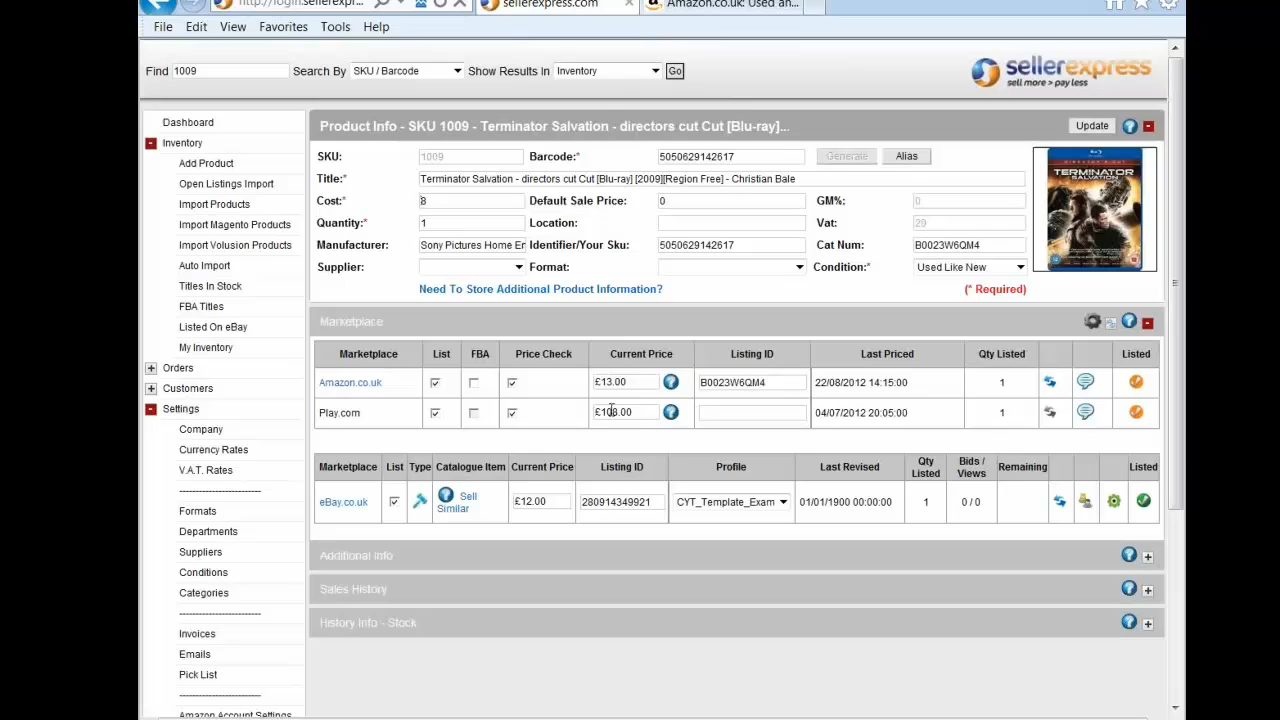 http://login.sellerexpr...
sellerexpress.com
Amazon.co.uk: Used an...
File Edit View Favorites Tools Help
Find 1009 Search By SKU / Barcode Show Results In Inventory Go
sellerexpress
sell more > pay less
Dashboard
Inventory
Add Product
Open Listings Import
Import Products
Import Magento Products
Import Volusion Products
Auto Import
Titles In Stock
FBA Titles
Listed On eBay
My Inventory
Orders
Customers
Settings
Company
Currency Rates
V.A.T. Rates
Formats
Departments
Suppliers
Conditions
Categories
Invoices
Emails
Pick List
Amazon Account Settings
Product Info - SKU 1009 - Terminator Salvation - directors cut Cut [Blu-ray]... Update
SKU: 1009 Barcode:* 5050629142617 Generate Alias
Title:* Terminator Salvation - directors cut Cut [Blu-ray] [2009][Region Free] - Christian Bale
Cost:* 8 Default Sale Price: 0 GM%: 0
Quantity:* 1 Location: Vat: 20
Manufacturer: Sony Pictures Home Er Identifier/Your Sku: 5050629142617 Cat Num: B0023W6QM4
Supplier: Format: Condition:* Used Like New
Need To Store Additional Product Information? (* Required)
TERMINATOR
SALVATION
Marketplace
Marketplace List FBA Price Check Current Price Listing ID Last Priced Qty Listed Listed
Amazon.co.uk £13.00 B0023W6QM4 22/08/2012 14:15:00 1
Play.com 04/07/2012 20:05:00 1
Marketplace List Type Catalogue Item Current Price Listing ID Profile Last Revised Qty Listed Bids / Views Remaining Listed
eBay.co.uk Sell Similar £12.00 280914349921 CYT_Template_Exam 01/01/1900 00:00:00 1 0 / 0
Additional Info
Sales History
History Info - Stock